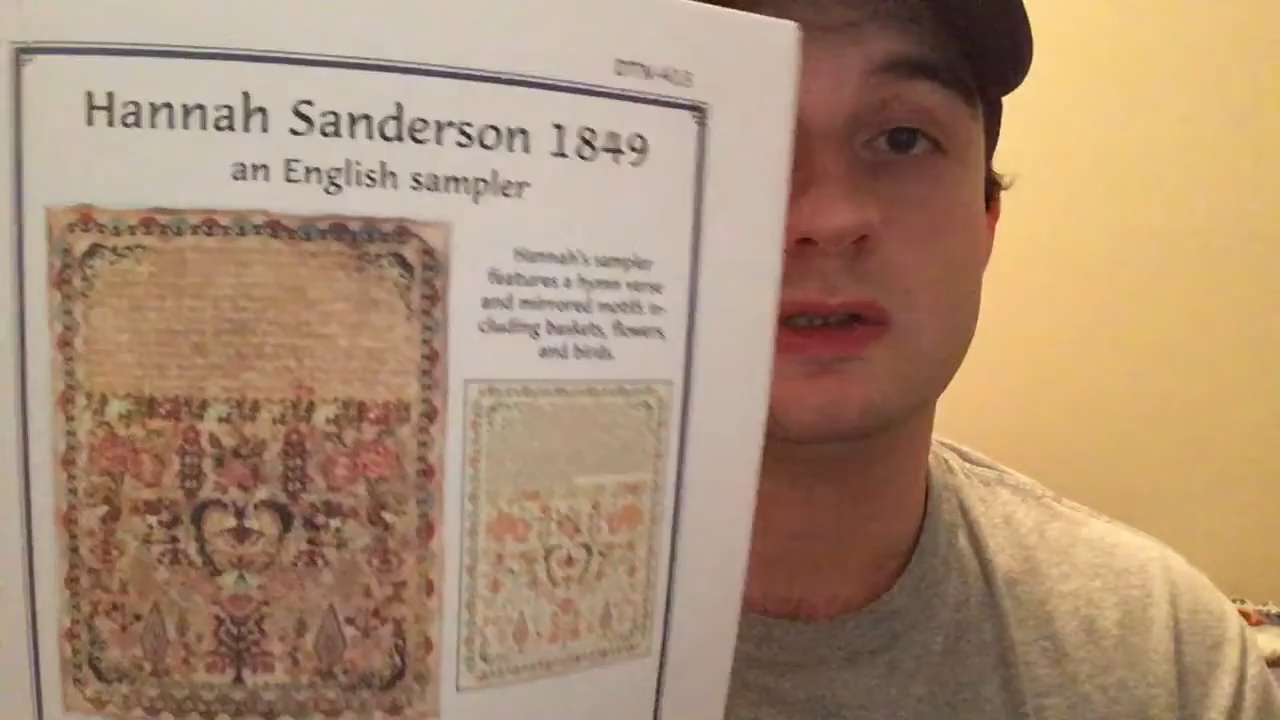 Hannah Sanderson 1849
an English sampler
Hannah's sampler
features a hymn verse
and mirrored motifs in-
cluding baskets, flowers,
and birds.